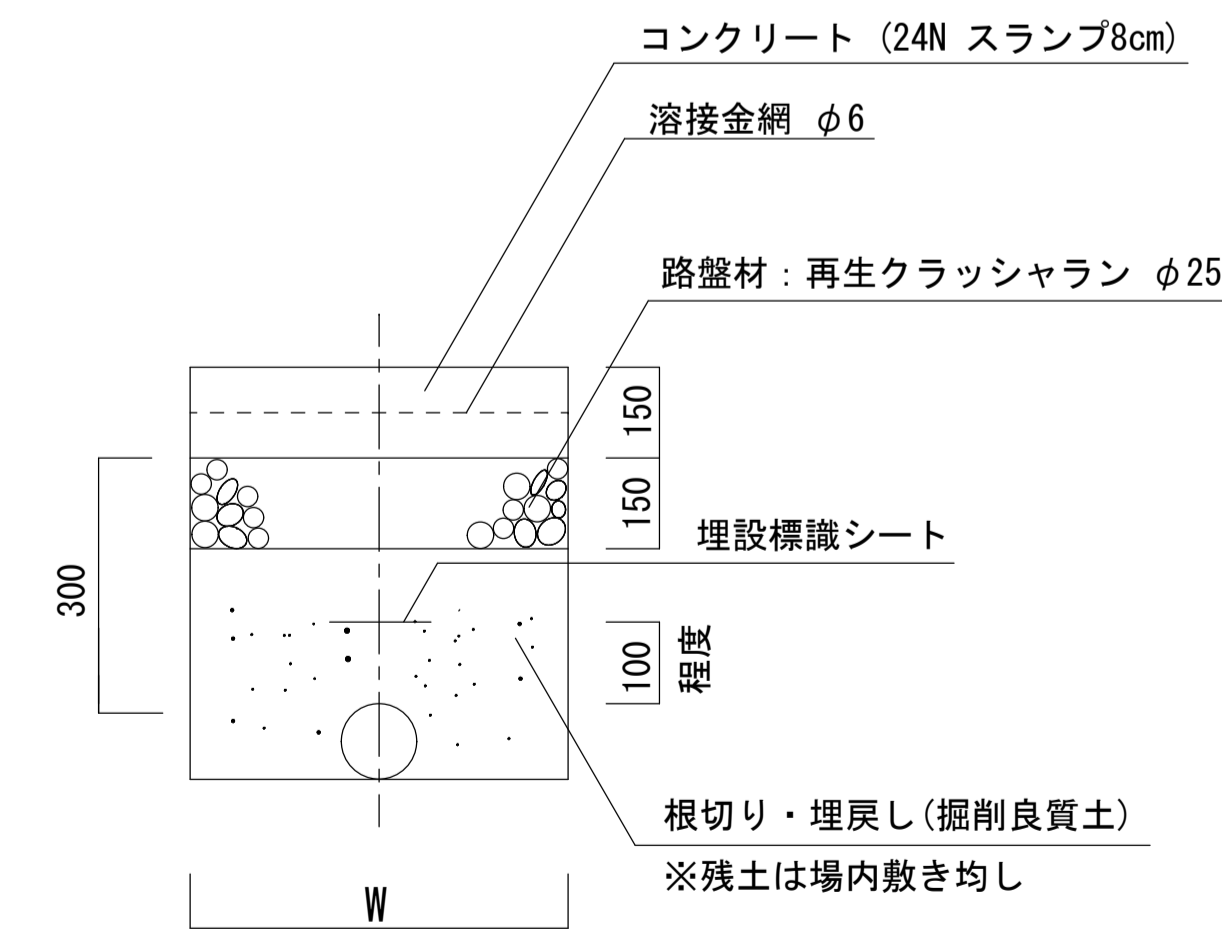 コンクリート (24N スランプ8cm)
溶接金網 φ6
路盤材：再生クラッシャラン φ25
150
150
埋設標識シート
300
100
程度
根切り・埋戻し(掘削良質土)
※残土は場内敷き均し
W